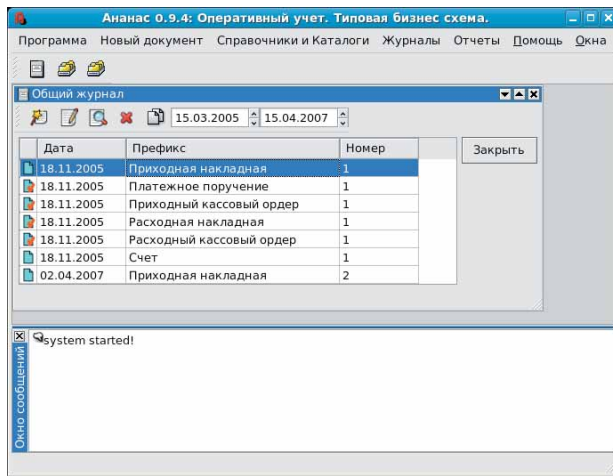 Ананас 0.9.4: Оперативный учет. Типовая бизнес схема.
Программа Новый документ Справочники и Каталоги Журналы Отчеты Помощь Окна
Общий журнал
15.03.2005 15.04.2007
Дата Префикс Номер Закрыть
18.11.2005 Приходная накладная 1
18.11.2005 Платежное поручение 1
18.11.2005 Приходный кассовый ордер 1
18.11.2005 Расходная накладная 1
18.11.2005 Расходный кассовый ордер 1
18.11.2005 Счет 1
02.04.2007 Приходная накладная 2
system started!
Окно сообщений